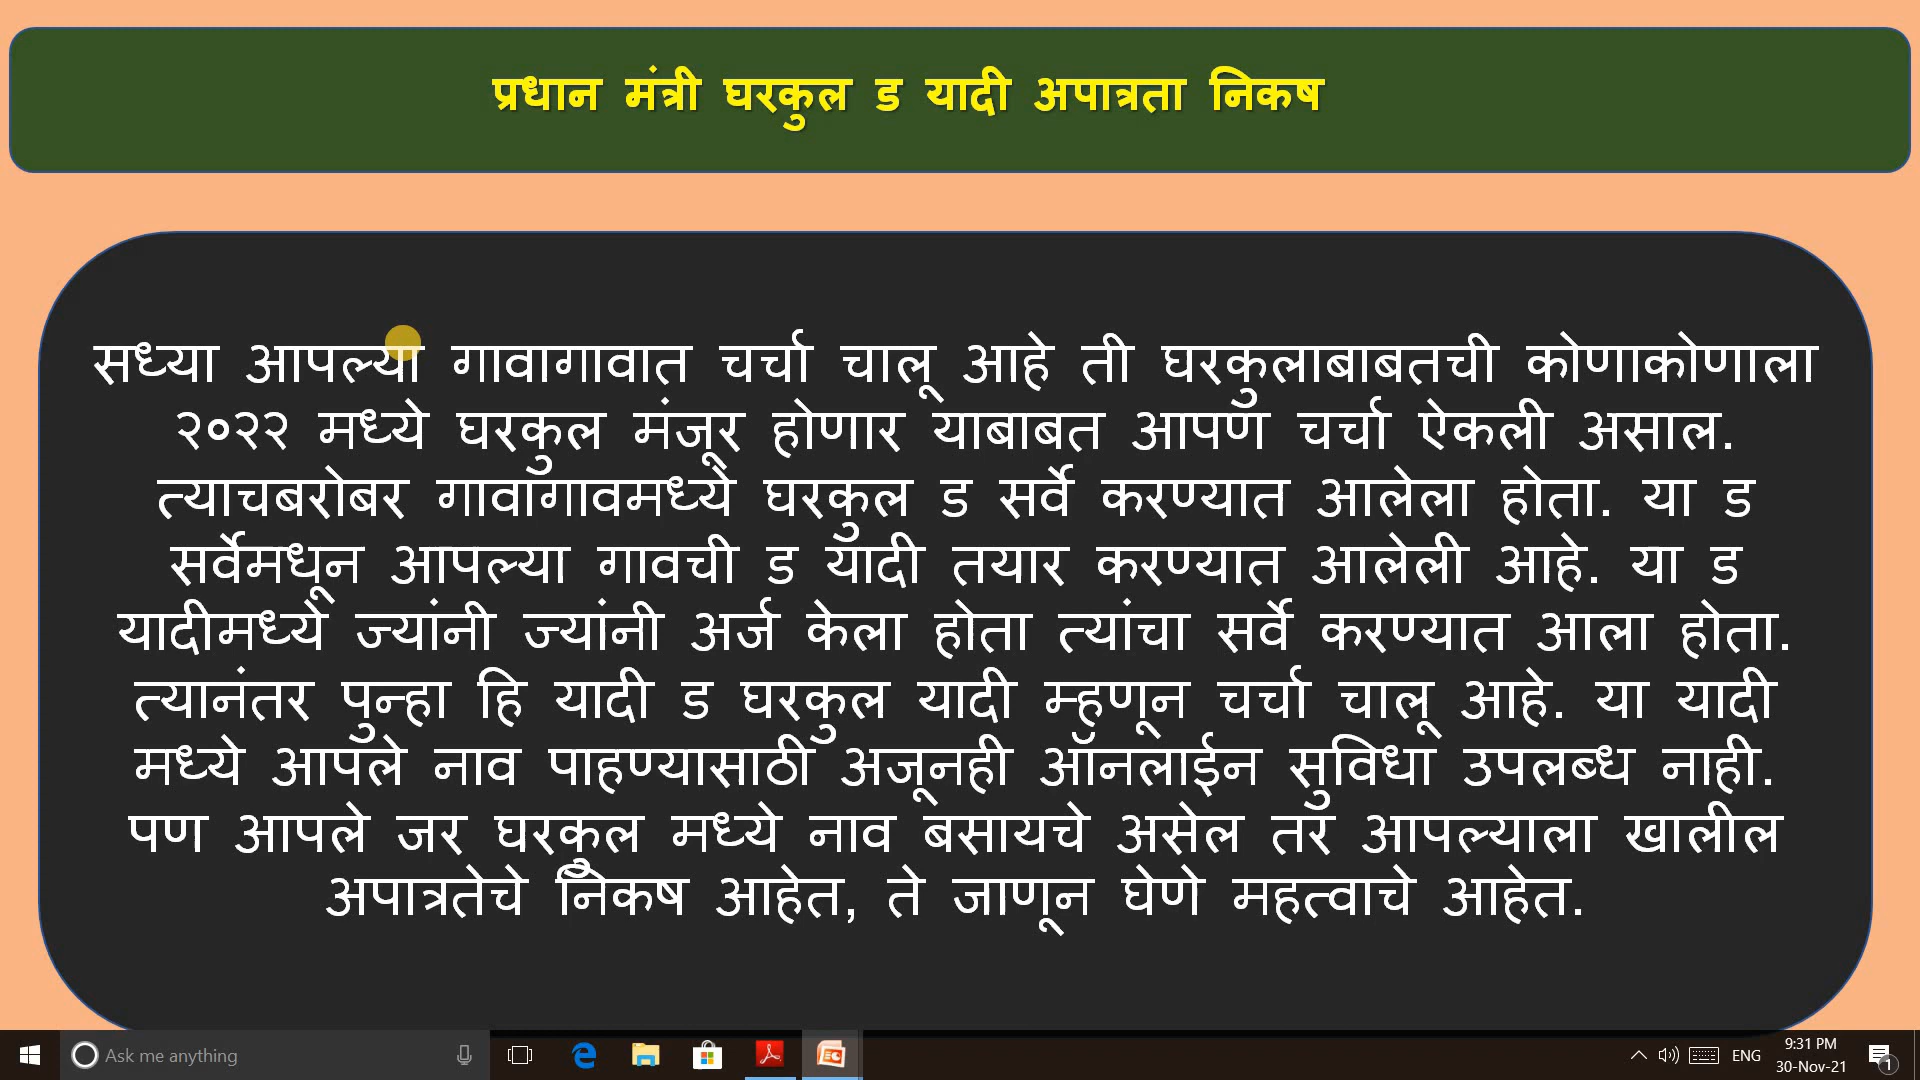 प्रधान मंत्री घरकुल ड यादी अपात्रता निकष
सध्या आपल्या गावागावात चर्चा चालू आहे ती घरकुलाबाबतची कोणाकोणाला
२०२२ मध्ये घरकुल मंजूर होणार याबाबत आपण चर्चा ऐकली असाल.
त्याचबरोबर गावागावमध्ये घरकुल ड सर्वे करण्यात आलेला होता. या ड
सर्वेमधून आपल्या गावची ड यादी तयार करण्यात आलेली आहे. या ड
यादीमध्ये ज्यांनी ज्यांनी अर्ज केला होता त्यांचा सर्वे करण्यात आला होता.
त्यानंतर पुन्हा हि यादी ड घरकुल यादी म्हणून चर्चा चालू आहे. या यादी
मध्ये आपले नाव पाहण्यासाठी अजूनही ऑनलाईन सुविधा उपलब्ध नाही.
पण आपले जर घरकुल मध्ये नाव बसायचे असेल तर आपल्याला खालील
अपात्रतेचे निकष आहेत, ते जाणून घेणे महत्वाचे आहेत.
Ask me anything
ENG
9:31 PM
30-Nov-21
1